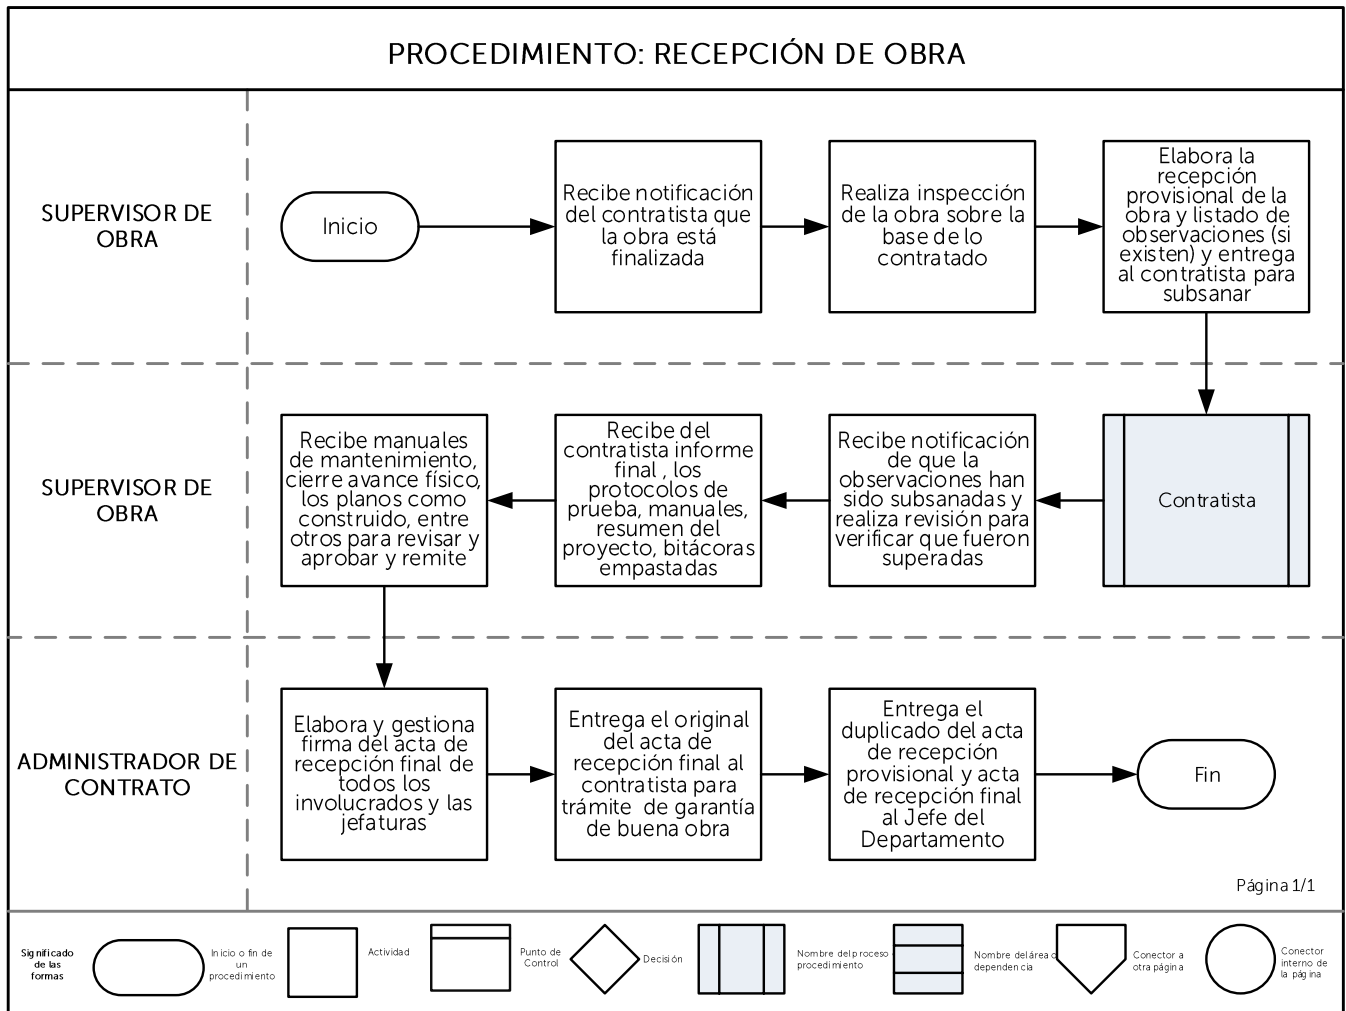 PROCEDIMIENTO: RECEPCIÓN DE OBRA
SUPERVISOR DE
OBRA
Inicio
Recibe notificación
del contratista que
la obra está
finalizada
Realiza inspección
de la obra sobre la
base de lo
contratado
Elabora la
recepción
provisional de la
obra y listado de
observaciones (si
existen) y entrega
al contratista para
subsanar
SUPERVISOR DE
OBRA
Recibe manuales
de mantenimiento,
cierre avance físico,
los planos como
construido, entre
otros para revisar y
aprobar y remite
Recibe del
contratista informe
final , los
protocolos de
prueba, manuales,
resumen del
proyecto, bitácoras
empastadas
Recibe notificación
de que la
observaciones han
sido subsanadas y
realiza revisión para
verificar que fueron
superadas
Contratista
ADMINISTRADOR DE
CONTRATO
Elabora y gestiona
firma del acta de
recepción final de
todos los
involucrados y las
jefaturas
Entrega el original
del acta de
recepción final al
contratista para
trámite de garantía
de buena obra
Entrega el
duplicado del acta
de recepción
provisional y acta
de recepción final
al Jefe del
Departamento
Fin
Página 1/1
Significado
de las
formas
Inicio o fin de
un
procedimiento
Actividad
Punto de
Control
Decisión
Nombre del proceso
procedimiento
Nombre del área o
dependencia
Conector a
otra página
Conector
interno de
la página